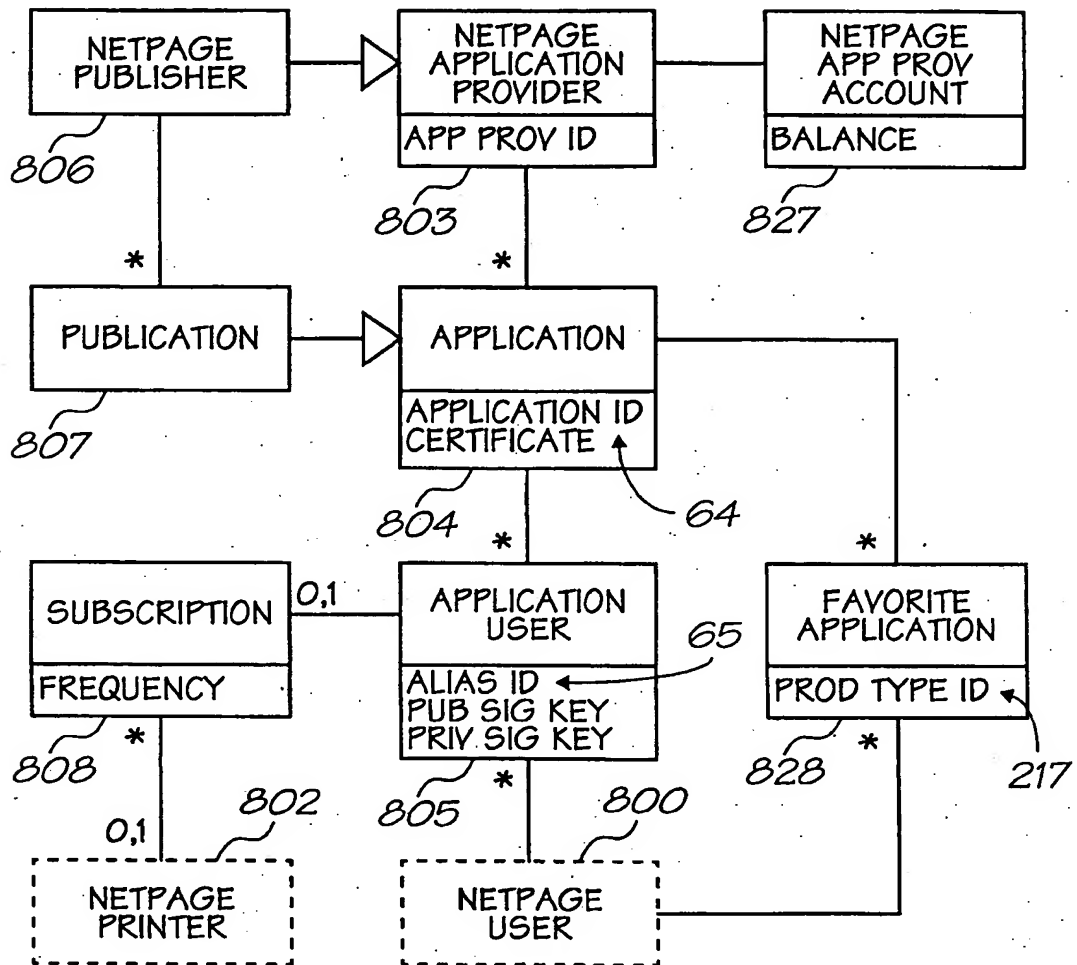 NETPAGE
PUBLISHER
806
NETPAGE
APPLICATION
PROVIDER
APP PROV ID
803
NETPAGE
APP PROV
ACCOUNT
BALANCE
827
*
*
PUBLICATION
807
APPLICATION
APPLICATION ID
CERTIFICATE
804
64
*
*
SUBSCRIPTION
FREQUENCY
808
0,1
APPLICATION
USER
ALIAS ID
PUB SIG KEY
PRIV SIG KEY
805
65
FAVORITE
APPLICATION
PROD TYPE ID
828
217
*
*
*
0,1
802
NETPAGE
PRINTER
800
NETPAGE
USER